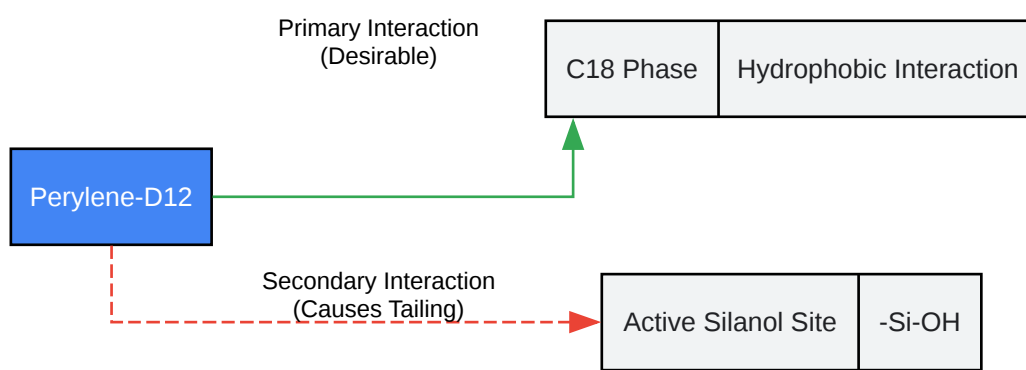 Primary Interaction
(Desirable)
C18 Phase
Hydrophobic Interaction
Perylene-D12
Secondary Interaction
(Causes Tailing)
Active Silanol Site
-Si-OH